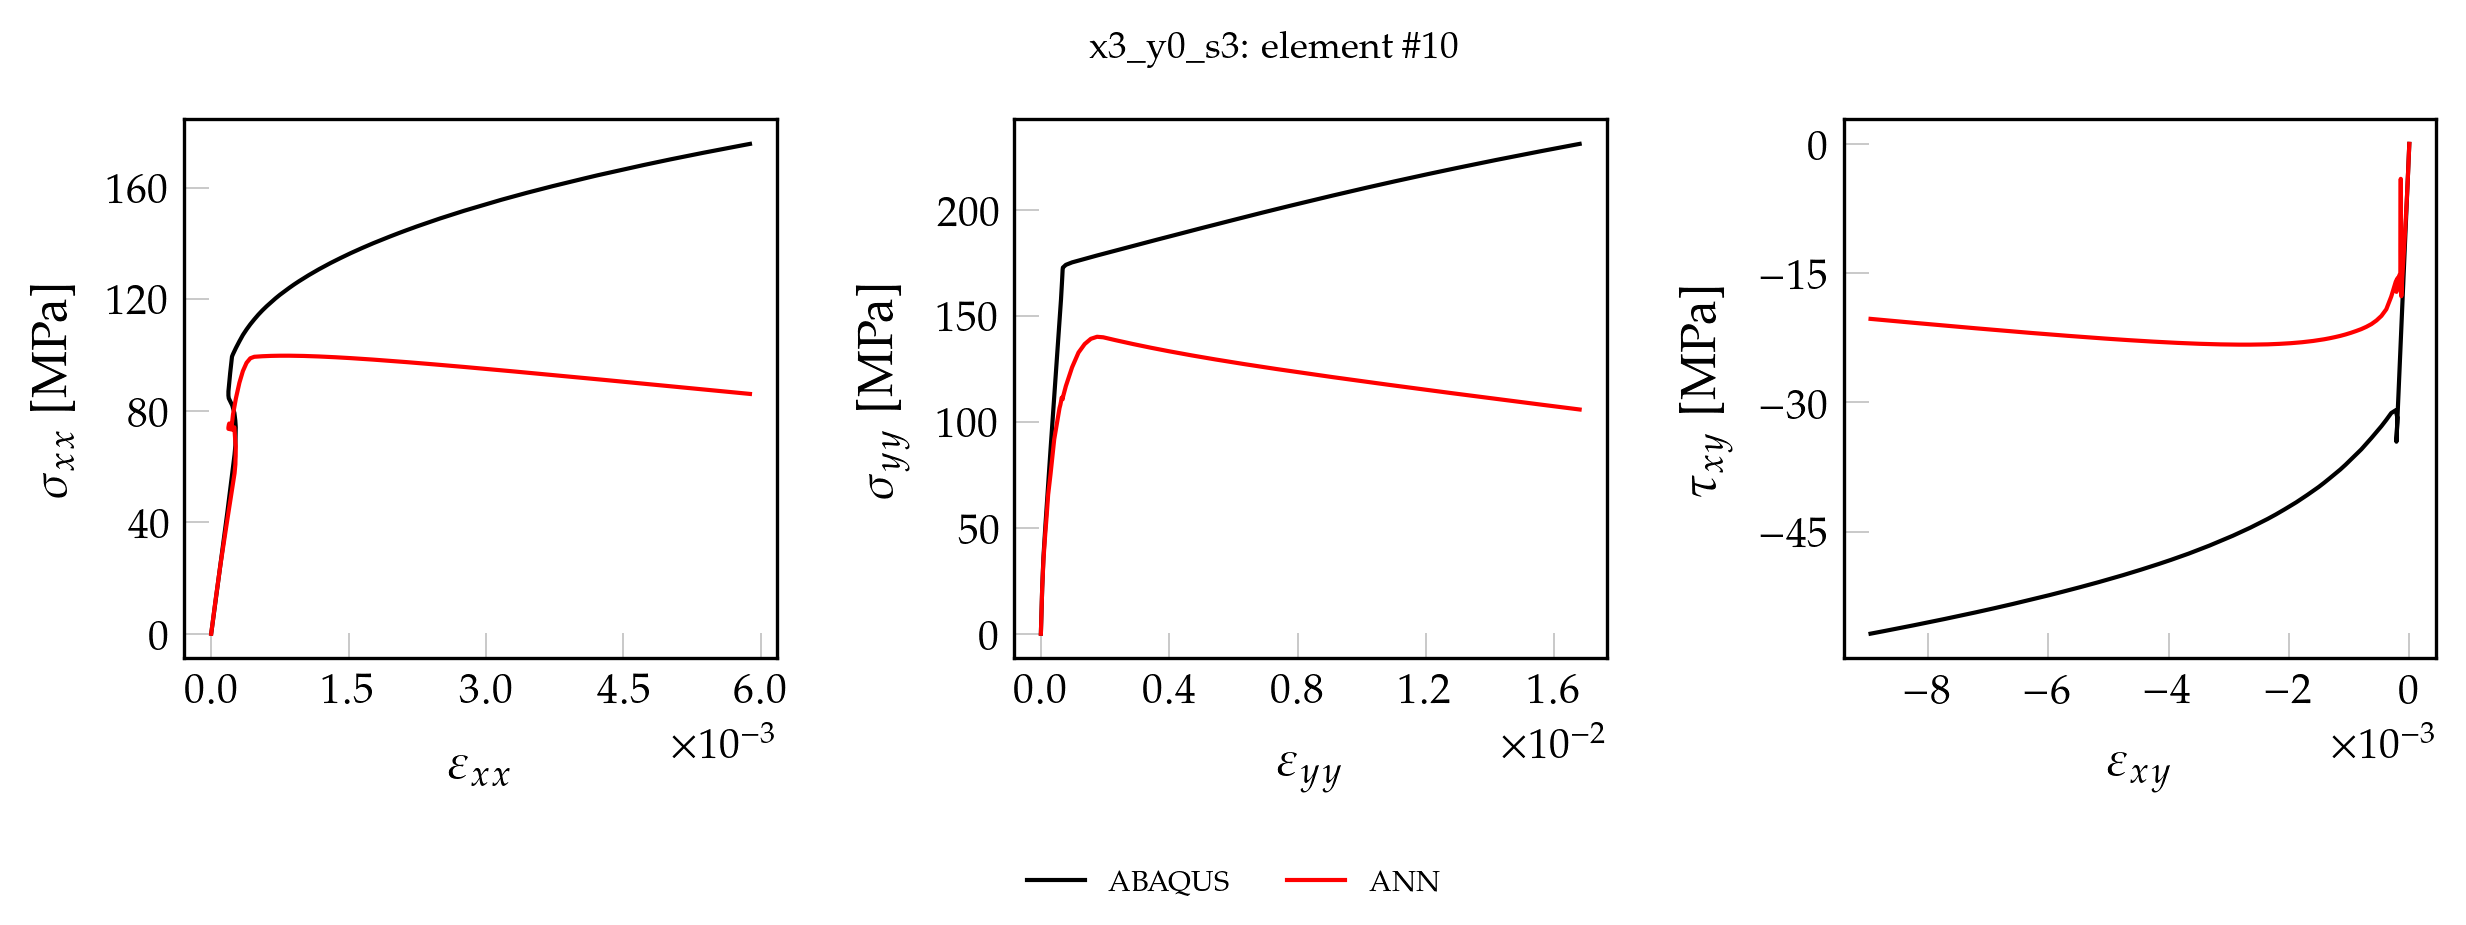 x3_y0_s3: element #10
σxx [MPa]
160
120
80
40
0
0.0 1.5 3.0 4.5 6.0
×10−3
εxx
σyy [MPa]
200
150
100
50
0
0.0 0.4 0.8 1.2 1.6
×10−2
εyy
τxy [MPa]
0
−15
−30
−45
−8 −6 −4 −2 0
×10−3
εxy
ABAQUS ANN